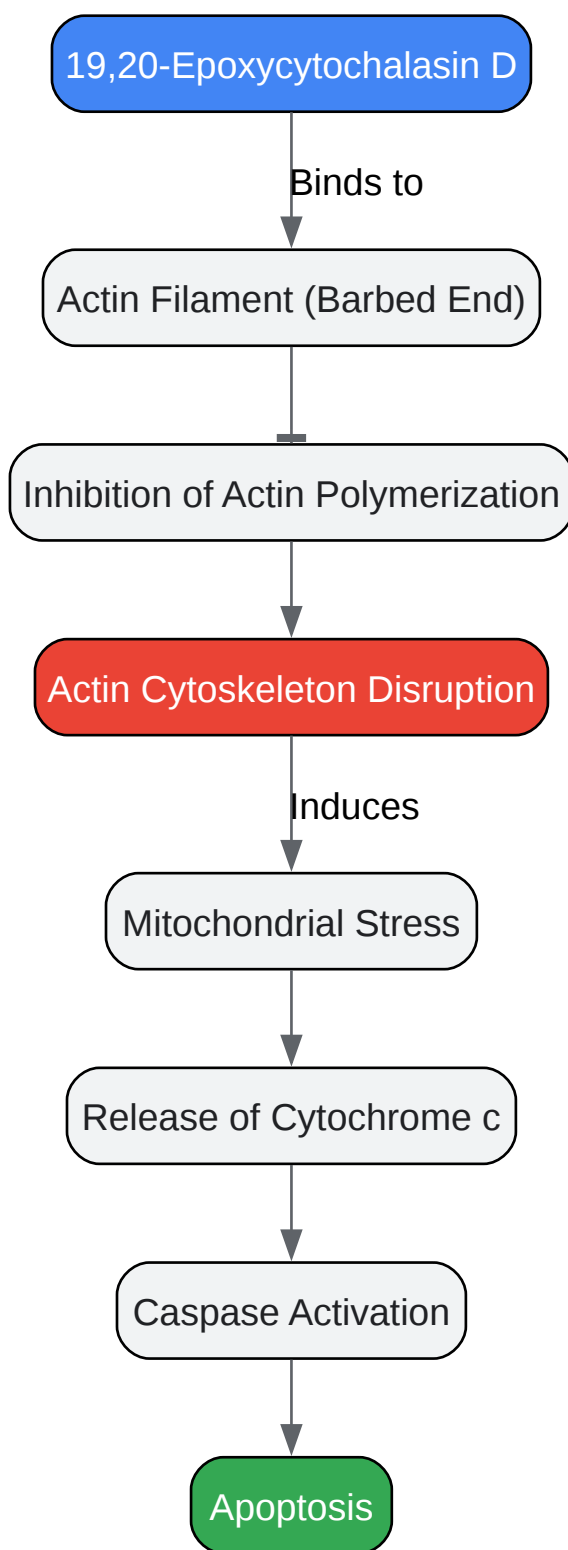 19,20-Epoxycytochalasin D
Binds to
Actin Filament (Barbed End)
Inhibition of Actin Polymerization
Actin Cytoskeleton Disruption
Induces
Mitochondrial Stress
Release of Cytochrome c
Caspase Activation
Apoptosis